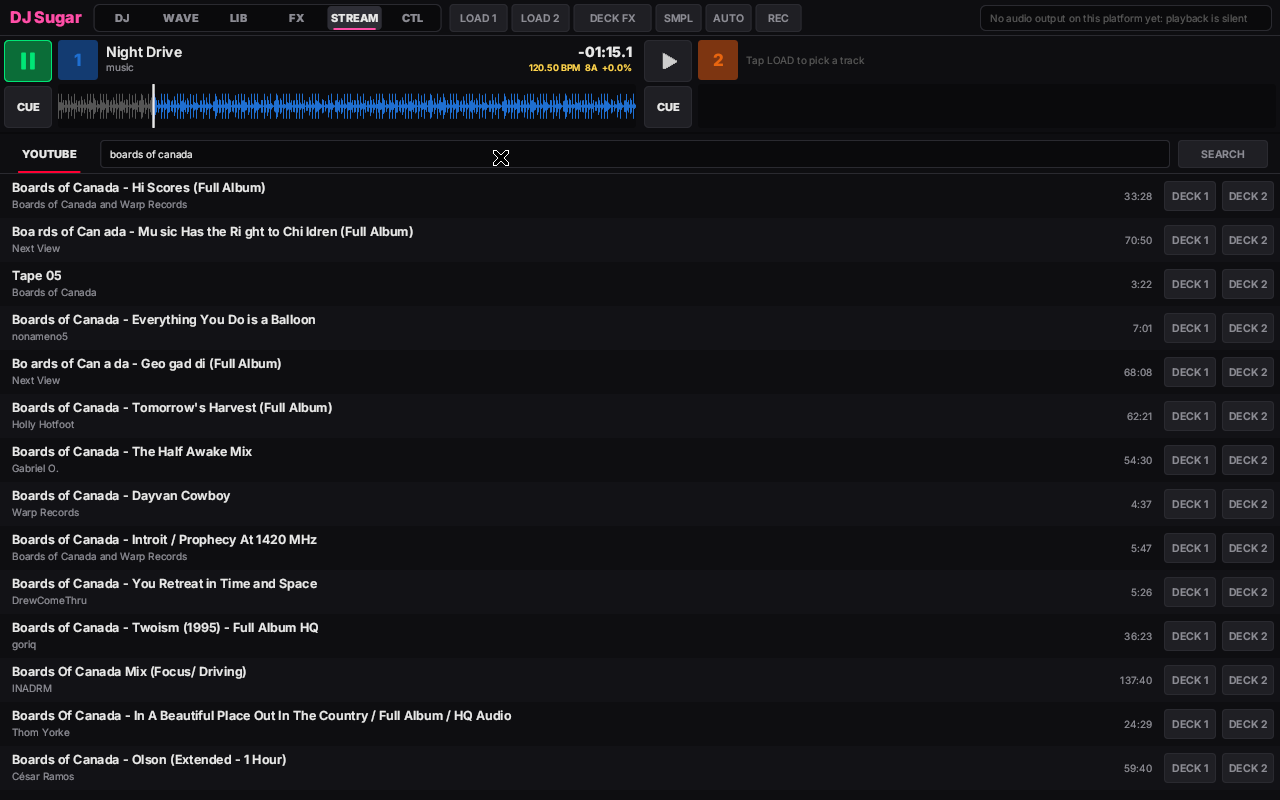 DJ Sugar DJ WAVE LIB FX STREAM CTL LOAD 1 LOAD 2 DECK FX SMPL AUTO REC No audio output on this platform yet: playback is silent
1 Night Drive -01:15.1 2 Tap LOAD to pick a track
music 120.50 BPM 8A +0.0%
CUE CUE
YOUTUBE boards of canada SEARCH
Boards of Canada - Hi Scores (Full Album)
Boards of Canada and Warp Records 33:28 DECK 1 DECK 2
Boa rds of Can ada - Mu sic Has the Ri ght to Chi ldren (Full Album)
Next View 70:50 DECK 1 DECK 2
Tape 05
Boards of Canada 3:22 DECK 1 DECK 2
Boards of Canada - Everything You Do is a Balloon
nonameno5 7:01 DECK 1 DECK 2
Bo ards of Can a da - Geo gad di (Full Album)
Next View 68:08 DECK 1 DECK 2
Boards of Canada - Tomorrow's Harvest (Full Album)
Holly Hotfoot 62:21 DECK 1 DECK 2
Boards of Canada - The Half Awake Mix
Gabriel O. 54:30 DECK 1 DECK 2
Boards of Canada - Dayvan Cowboy
Warp Records 4:37 DECK 1 DECK 2
Boards of Canada - Introit / Prophecy At 1420 MHz
Boards of Canada and Warp Records 5:47 DECK 1 DECK 2
Boards of Canada - You Retreat in Time and Space
DrewComeThru 5:26 DECK 1 DECK 2
Boards of Canada - Twoism (1995) - Full Album HQ
goriq 36:23 DECK 1 DECK 2
Boards Of Canada Mix (Focus/ Driving)
INADRM 137:40 DECK 1 DECK 2
Boards Of Canada - In A Beautiful Place Out In The Country / Full Album / HQ Audio
Thom Yorke 24:29 DECK 1 DECK 2
Boards of Canada - Olson (Extended - 1 Hour)
César Ramos 59:40 DECK 1 DECK 2